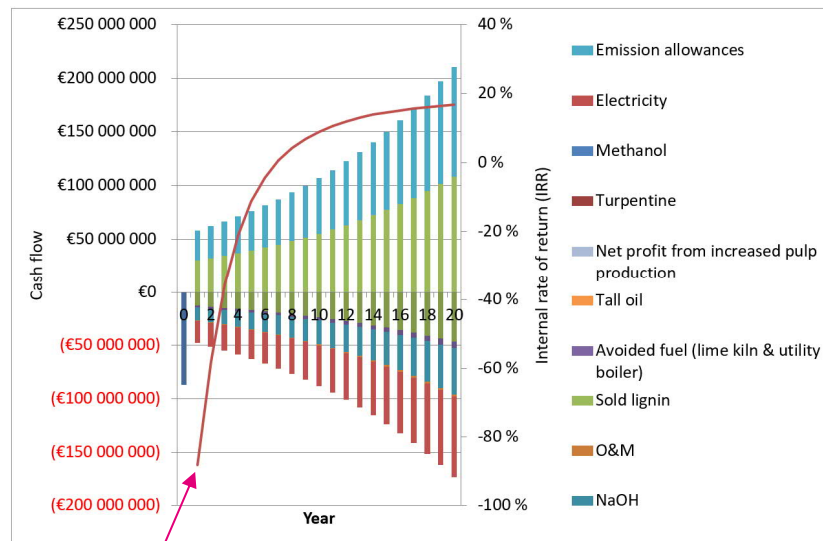 €250 000 000
€200 000 000
€150 000 000
€100 000 000
€50 000 000
€0
(€50 000 000)
(€100 000 000)
(€150 000 000)
(€200 000 000)
Cash flow
0 2 4 6 8 10 12 14 16 18 20
Year
40 %
20 %
0 %
-20 %
-40 %
-60 %
-80 %
-100 %
Internal rate of return (IRR)
Emission allowances
Electricity
Methanol
Turpentine
Net profit from increased pulp
production
Tall oil
Avoided fuel (lime kiln & utility
boiler)
Sold lignin
O&M
NaOH